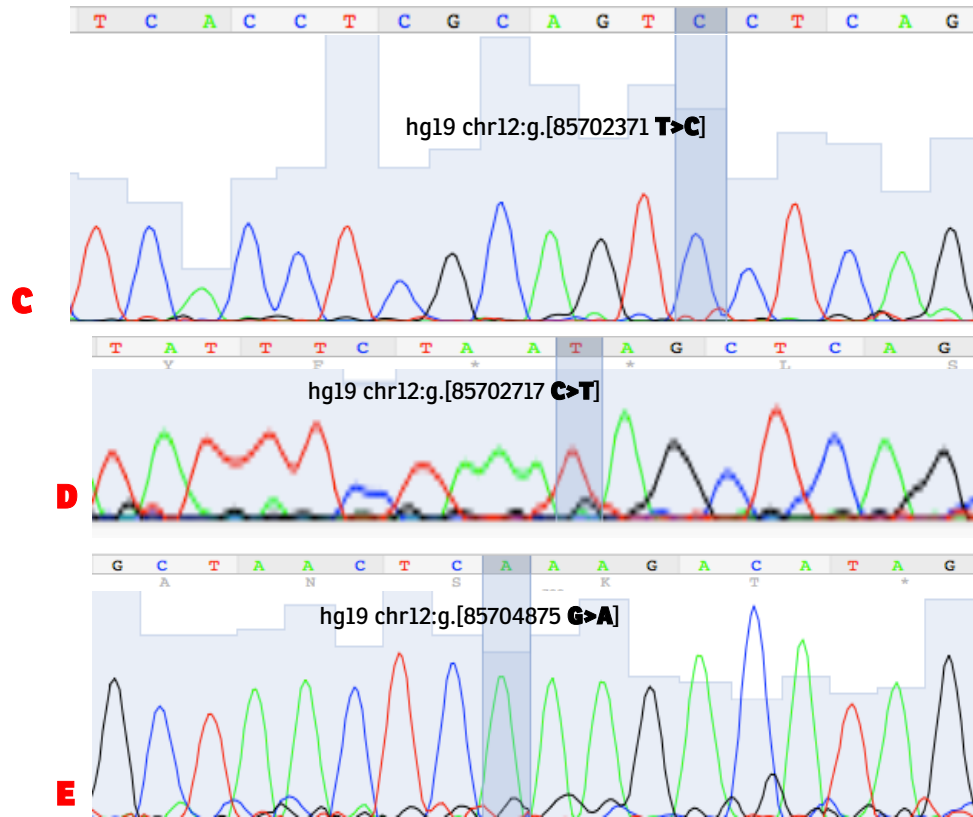 T C A C C T C G C A G T C C T C A G
hg19 chr12:g.[85702371 T>C]
C
T A T T T C T A A T A G C T C A G
Y F * * L S
hg19 chr12:g.[85702717 C>T]
D
G C T A A C T C A A A G A C A T A G
A N S K T *
hg19 chr12:g.[85704875 G>A]
E